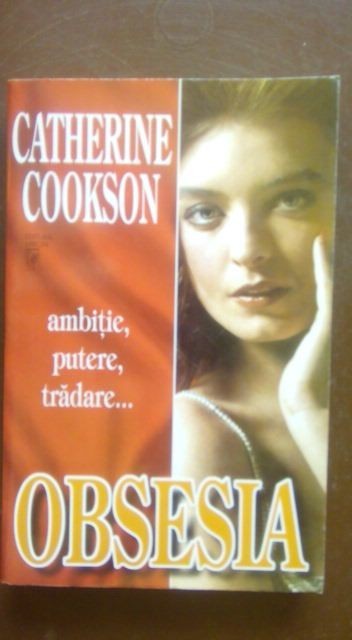 CATHERINE
COOKSON
ambiție,
putere,
trădare...
OBSESIA